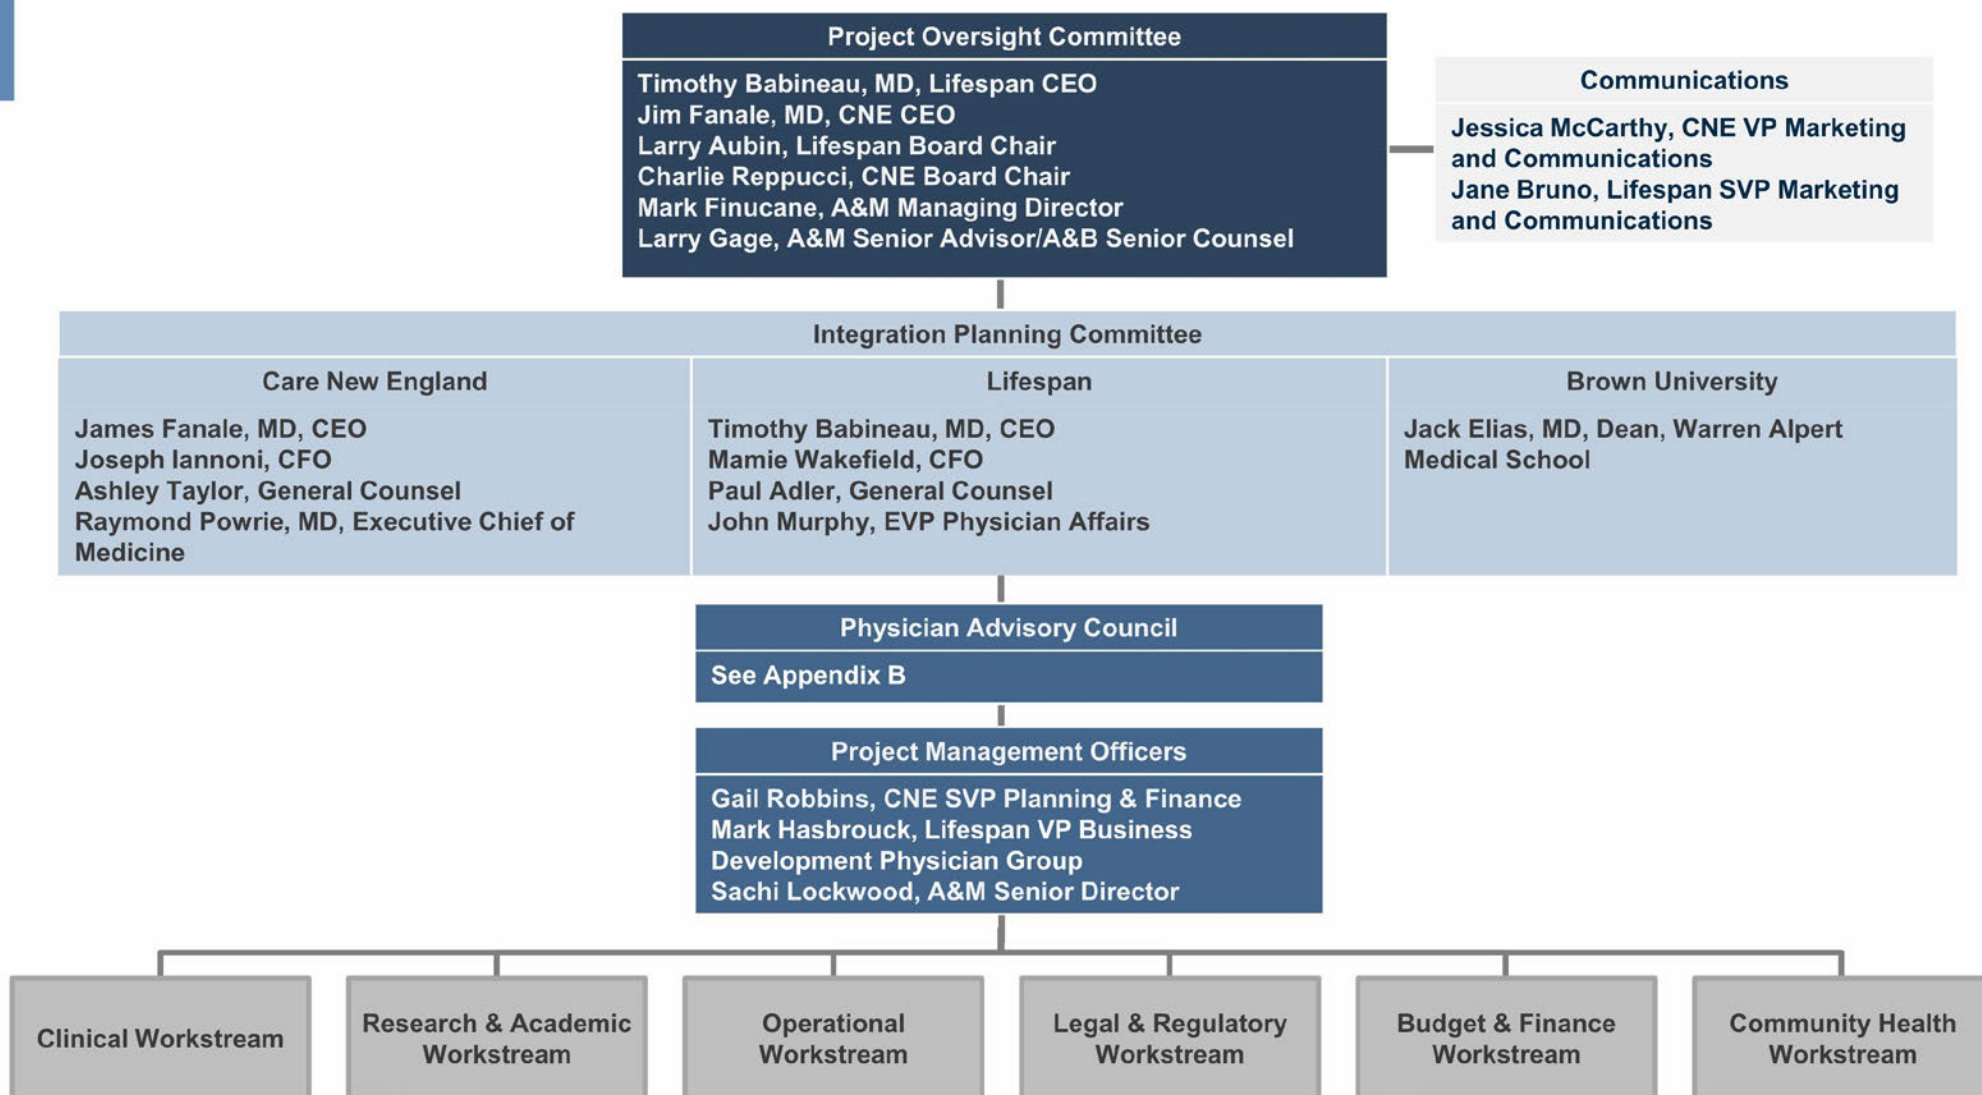 Project Oversight Committee
Timothy Babineau, MD, Lifespan CEO
Jim Fanale, MD, CNE CEO
Larry Aubin, Lifespan Board Chair
Charlie Reppucci, CNE Board Chair
Mark Finucane, A&M Managing Director
Larry Gage, A&M Senior Advisor/A&B Senior Counsel
Communications
Jessica McCarthy, CNE VP Marketing
and Communications
Jane Bruno, Lifespan SVP Marketing
and Communications
Integration Planning Committee
Care New England
James Fanale, MD, CEO
Joseph Iannoni, CFO
Ashley Taylor, General Counsel
Raymond Powrie, MD, Executive Chief of
Medicine
Lifespan
Timothy Babineau, MD, CEO
Mamie Wakefield, CFO
Paul Adler, General Counsel
John Murphy, EVP Physician Affairs
Brown University
Jack Elias, MD, Dean, Warren Alpert
Medical School
Physician Advisory Council
See Appendix B
Project Management Officers
Gail Robbins, CNE SVP Planning & Finance
Mark Hasbrouck, Lifespan VP Business
Development Physician Group
Sachi Lockwood, A&M Senior Director
Clinical Workstream
Research & Academic
Workstream
Operational
Workstream
Legal & Regulatory
Workstream
Budget & Finance
Workstream
Community Health
Workstream